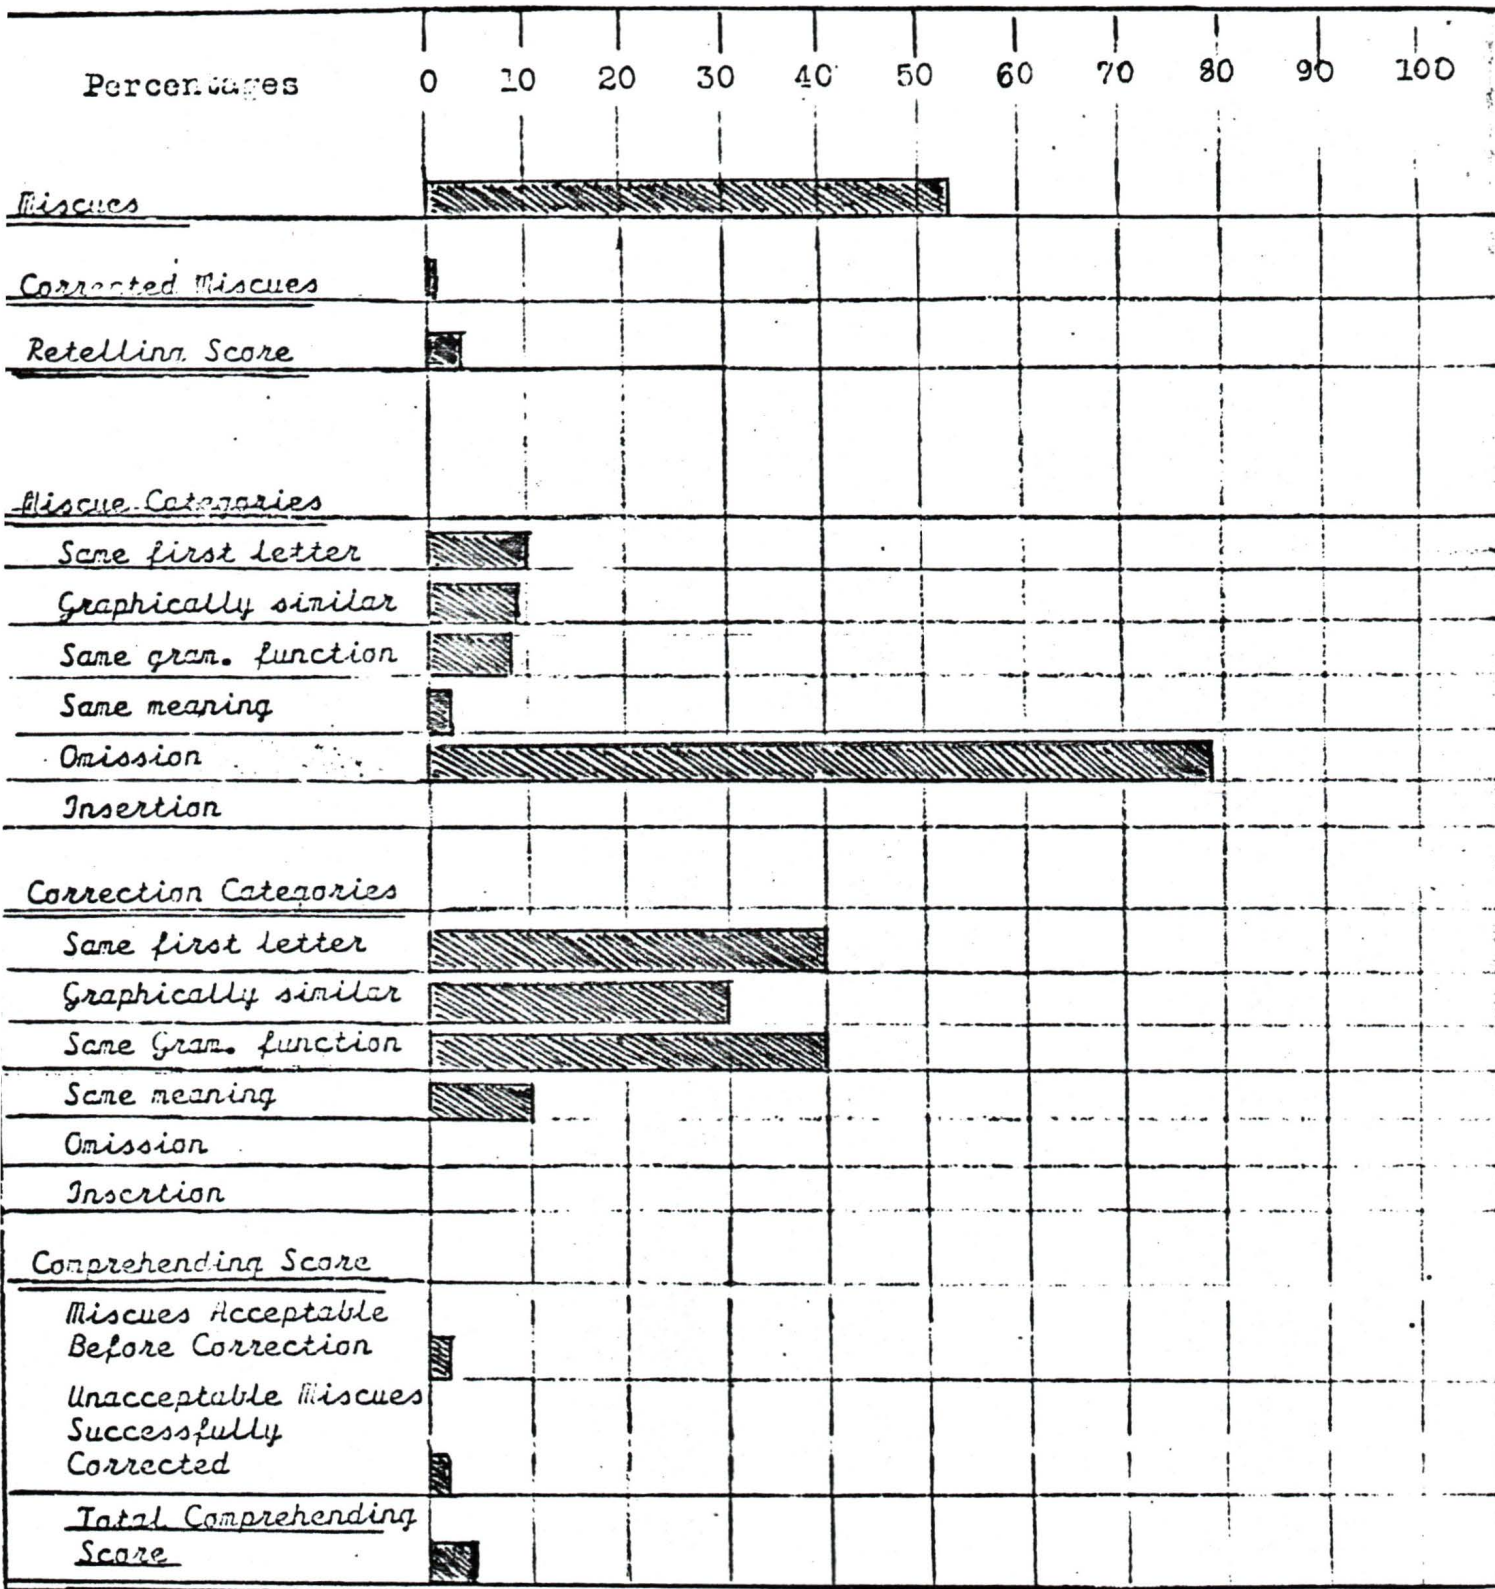 Percentages 0 10 20 30 40 50 60 70 80 90 100
Miscues
Corrected Miscues
Retelling Score
Miscue Categories
Same first letter
Graphically similar
Same gram. function
Same meaning
Omission
Insertion
Correction Categories
Same first letter
Graphically similar
Same Gram. function
Same meaning
Omission
Insertion
Comprehending Score
Miscues Acceptable
Before Correction
Unacceptable Miscues
Successfully
Corrected
Total Comprehending
Score